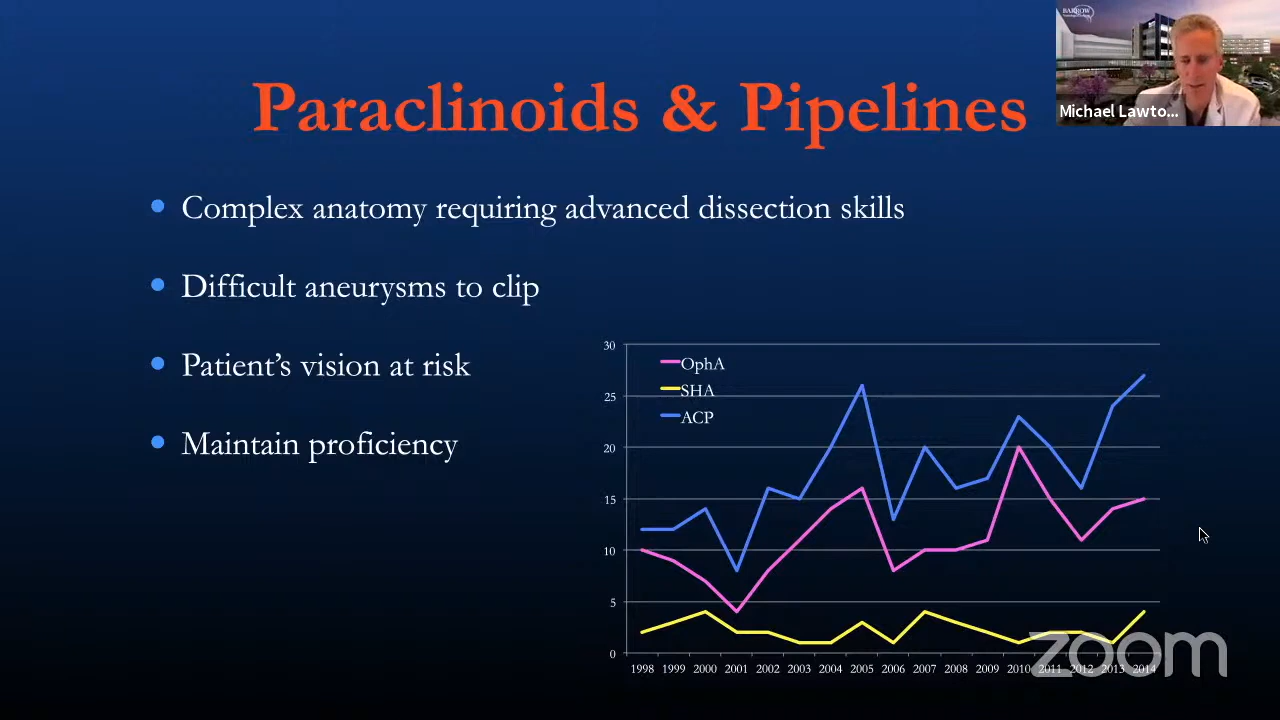 BARROW
Paraclinoids & Pipelines
Michael Lawto...
• Complex anatomy requiring advanced dissection skills
• Difficult aneurysms to clip
• Patient’s vision at risk
• Maintain proficiency
30
25
20
15
10
5
0
OphA
SHA
ACP
1998 1999 2000 2001 2002 2003 2004 2005 2006 2007 2008 2009 2010 2011 2012 2013 2014
zoom